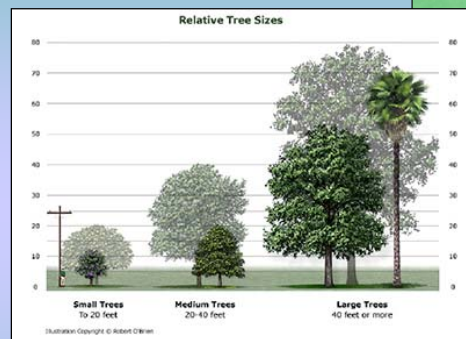 Relative Tree Sizes
80 80
70 70
60 60
50 50
40 40
30 30
20 20
10 10
0 0
Small Trees Medium Trees Large Trees
To 20 feet 20-40 feet 40 feet or more
Illustration Copyright © Robert O'Brien